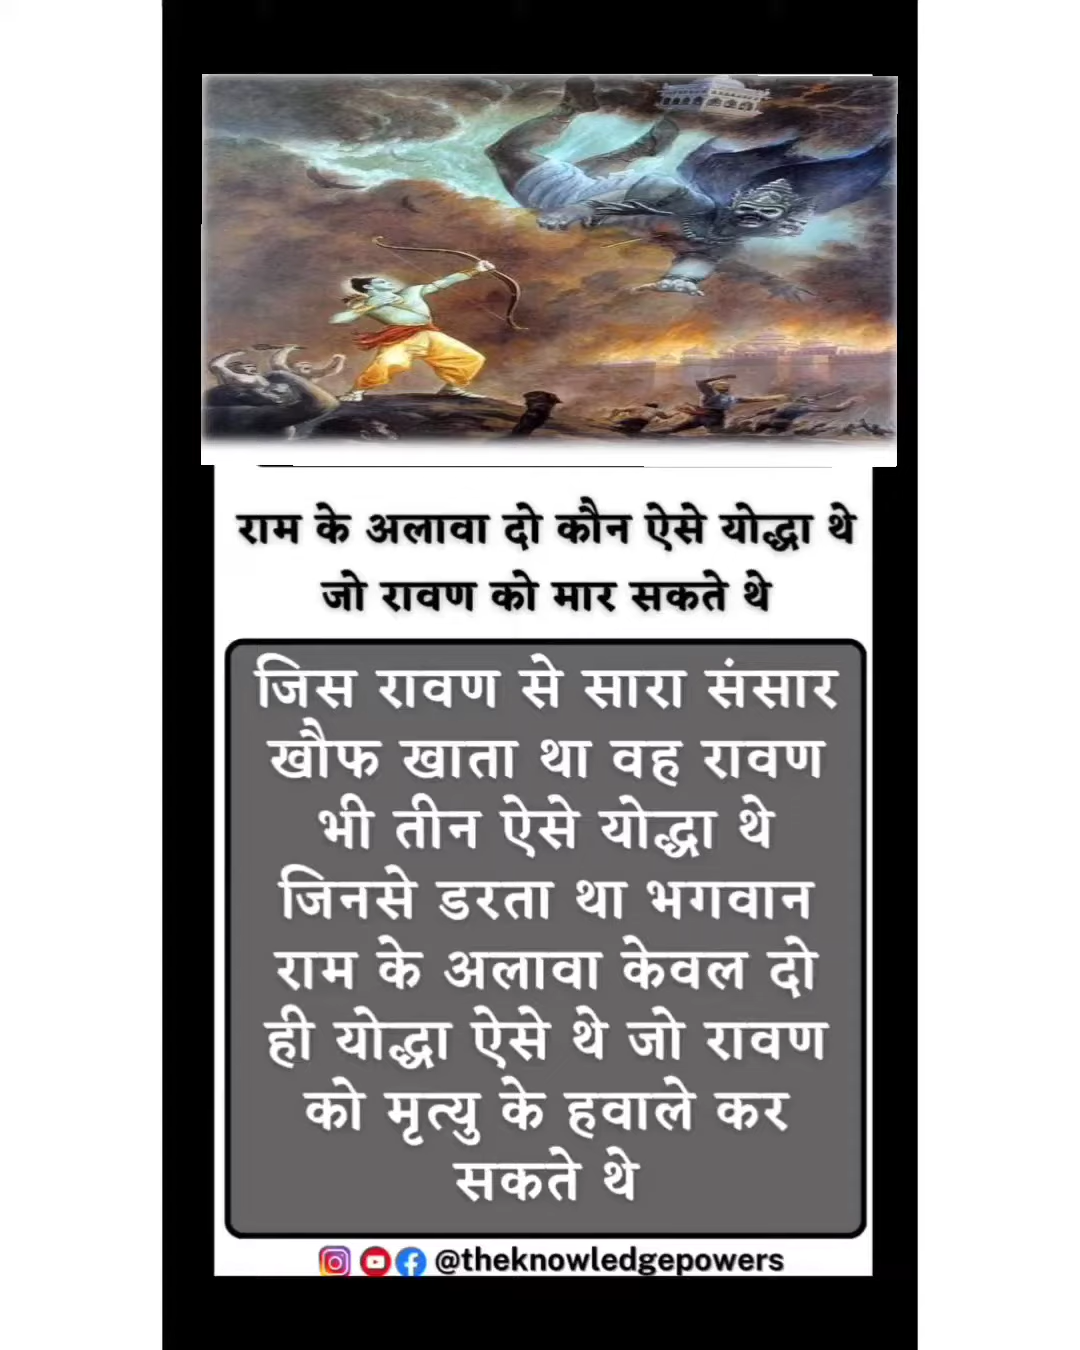 राम के अलावा दो कौन ऐसे योद्धा थे
जो रावण को मार सकते थे
जिस रावण से सारा संसार
खौफ खाता था वह रावण
भी तीन ऐसे योद्धा थे
जिनसे डरता था भगवान
राम के अलावा केवल दो
ही योद्धा ऐसे थे जो रावण
को मृत्यु के हवाले कर
सकते थे
@theknowledgepowers